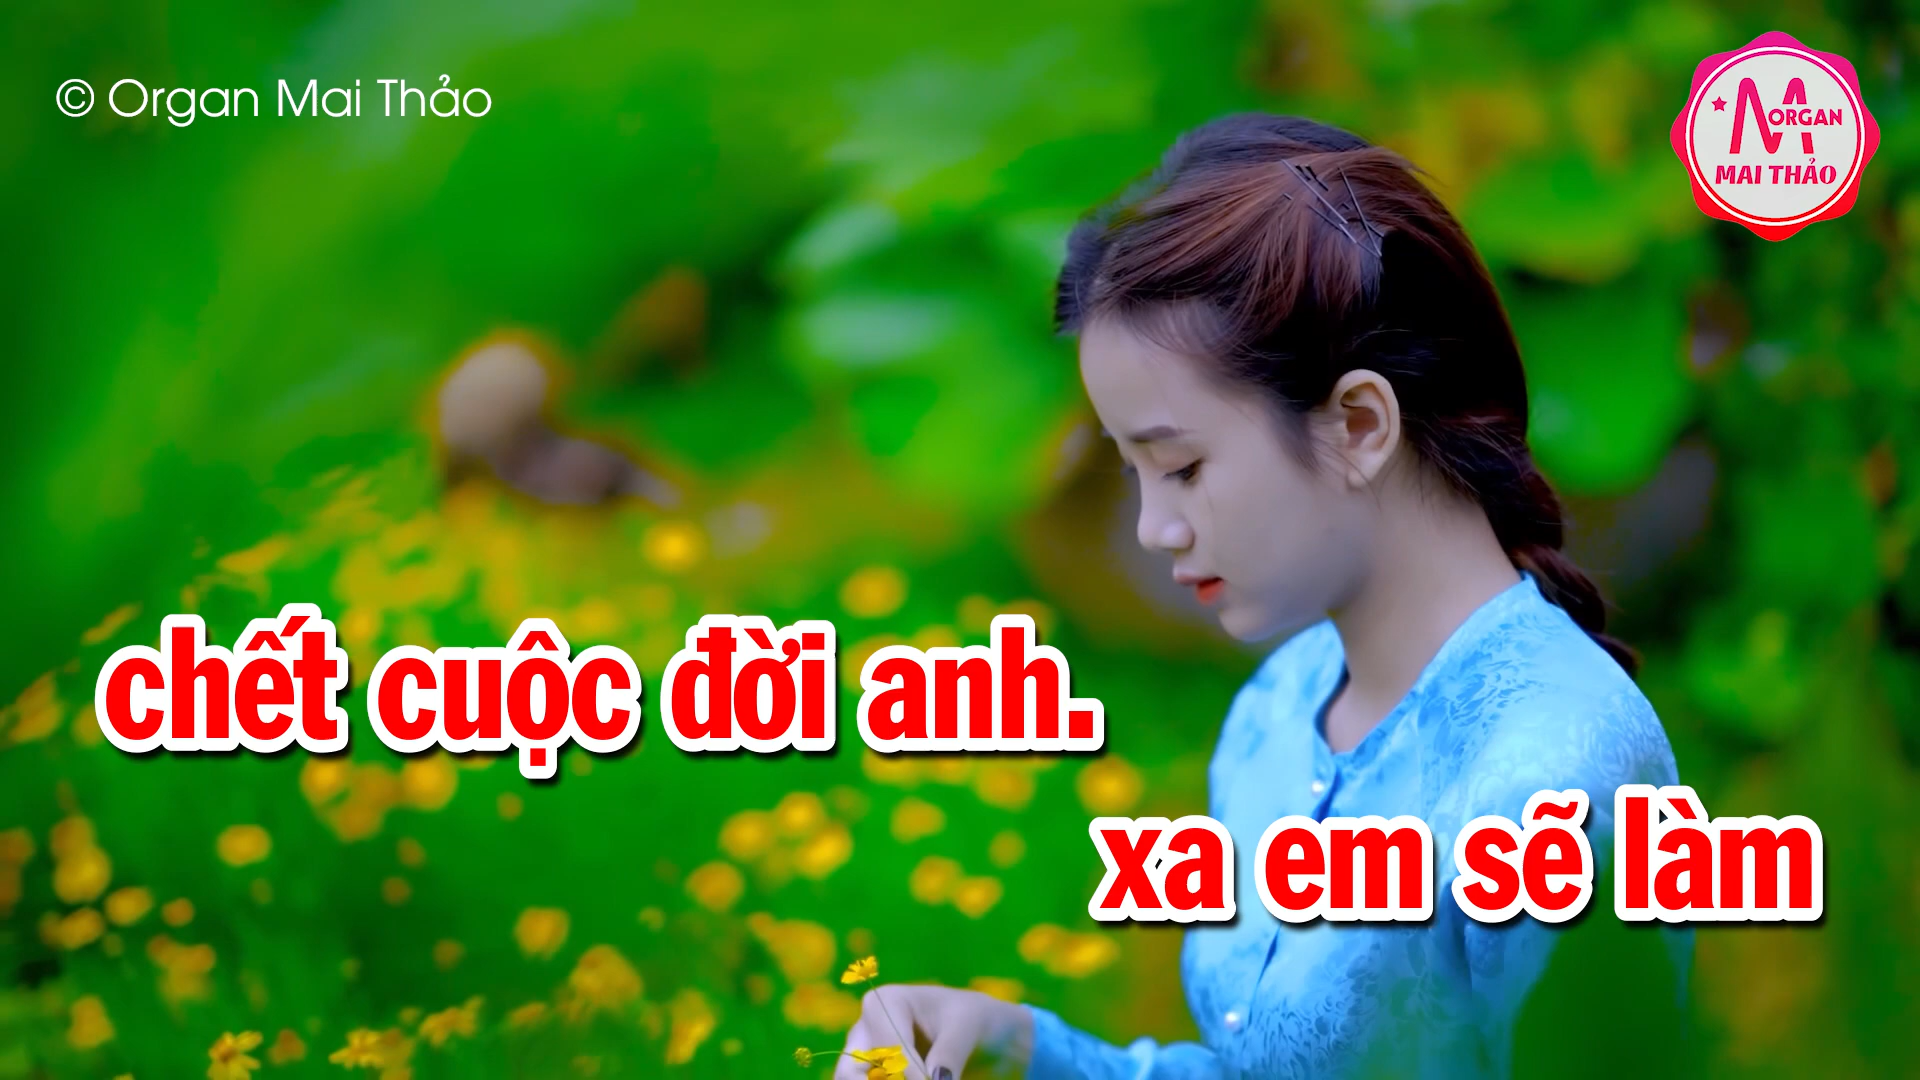 © Organ Mai Thảo
M ORGAN
MAI THẢO
chết cuộc đời anh.
xa em sẽ làm